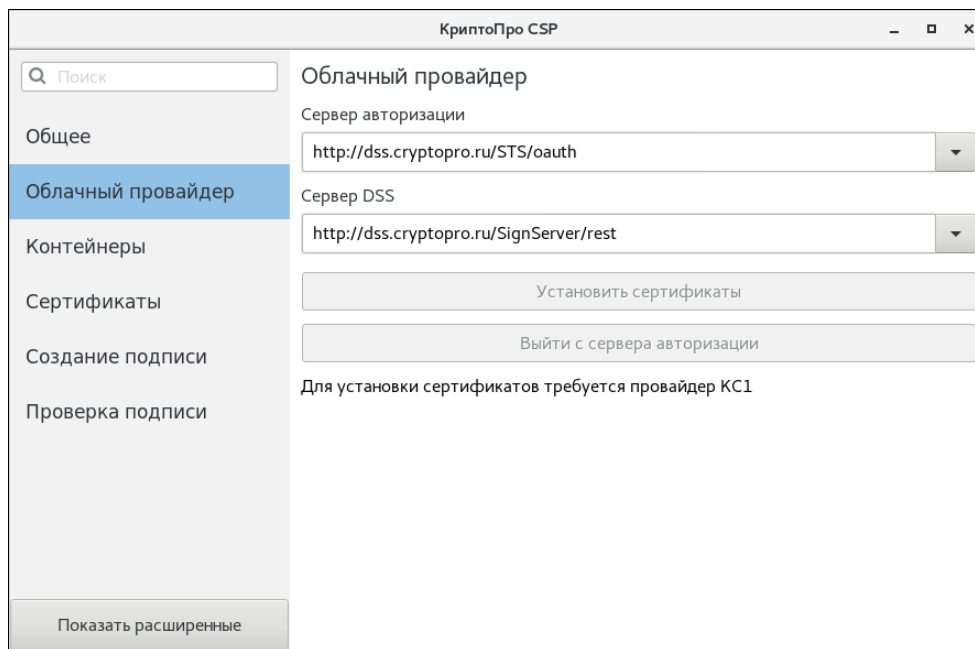 КриптоПро CSP
Поиск
Общее
Облачный провайдер
Контейнеры
Сертификаты
Создание подписи
Проверка подписи
Показать расширенные
Облачный провайдер
Сервер авторизации
http://dss.cryptopro.ru/STS/oauth
Сервер DSS
http://dss.cryptopro.ru/SignServer/rest
Установить сертификаты
Выйти с сервера авторизации
Для установки сертификатов требуется провайдер КС1